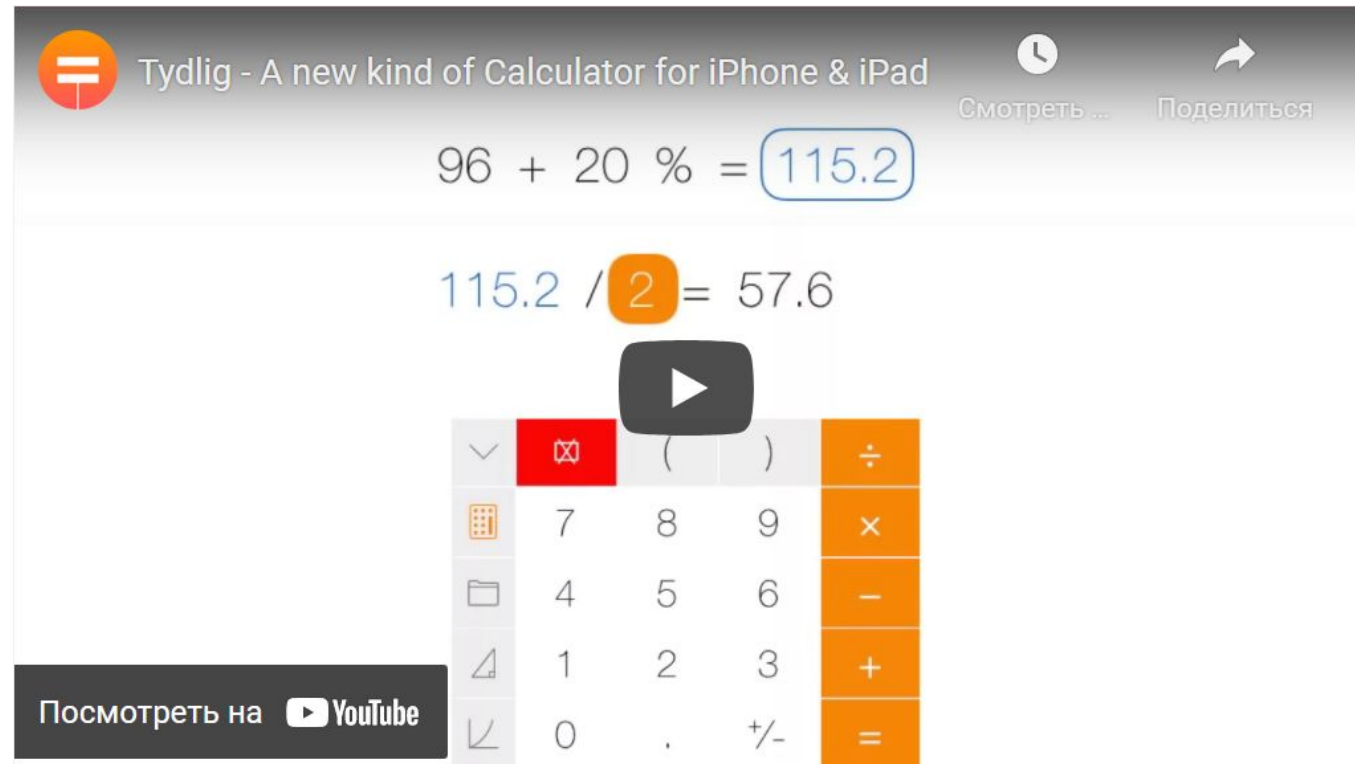 Tydlig - A new kind of Calculator for iPhone & iPad
Смотреть ...
Поделиться
96 + 20 % = 115.2
115.2 / 2 = 57.6
( ) ÷
7 8 9 ×
4 5 6 −
1 2 3 +
0 . +/- =
Посмотреть на YouTube